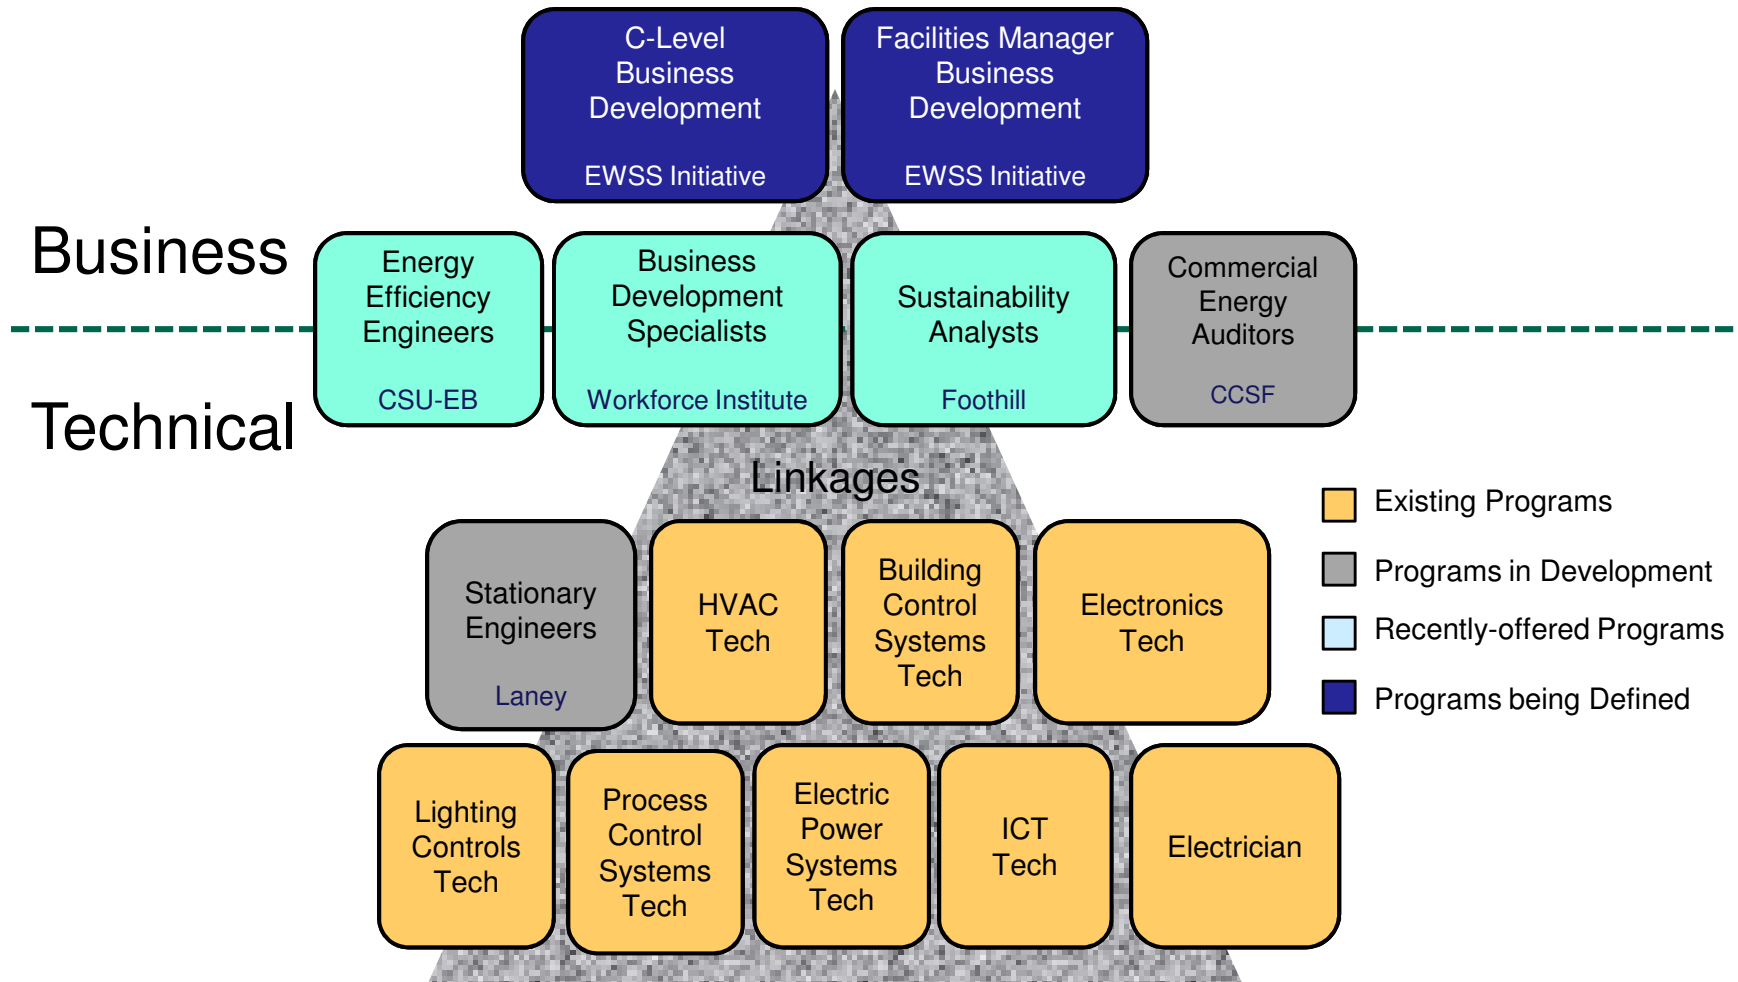 C-Level
Business
Development
EWSS Initiative
Facilities Manager
Business
Development
EWSS Initiative
Business
Technical
Energy
Efficiency
Engineers
CSU-EB
Business
Development
Specialists
Workforce Institute
Sustainability
Analysts
Foothill
Commercial
Energy
Auditors
CCSF
Linkages
Stationary
Engineers
Laney
HVAC
Tech
Building
Control
Systems
Tech
Electronics
Tech
Existing Programs
Programs in Development
Recently-offered Programs
Programs being Defined
Lighting
Controls
Tech
Process
Control
Systems
Tech
Electric
Power
Systems
Tech
ICT
Tech
Electrician